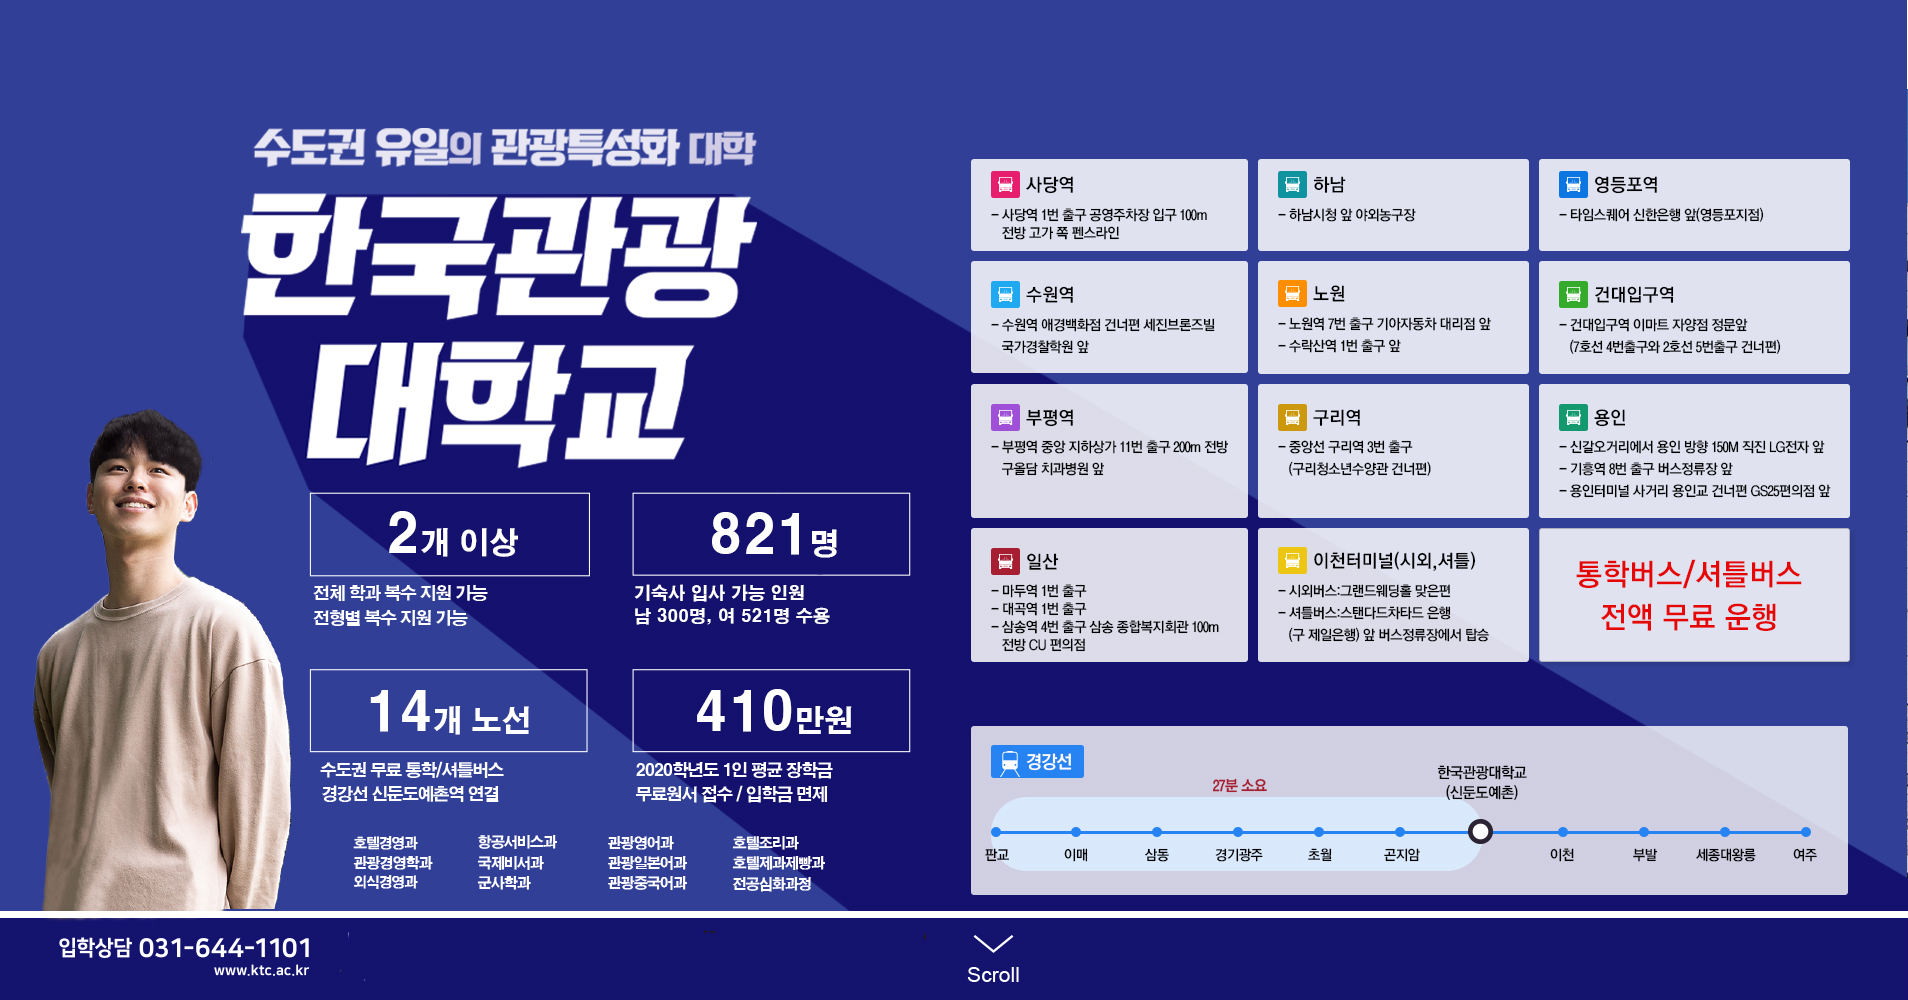 수도권 유일의 관광특성화 대학
한국관광
대학교
2개 이상
전체 학과 복수 지원 가능
전형별 복수 지원 가능
821명
기숙사 입사 가능 인원
남 300명, 여 521명 수용
14개 노선
수도권 무료 통학/셔틀버스
경강선 신둔도예촌역 연결
410만원
2020학년도 1인 평균 장학금
무료원서 접수 / 입학금 면제
호텔경영과
관광경영학과
외식경영과
항공서비스과
국제비서과
군사학과
관광영어과
관광일본어과
관광중국어과
호텔조리과
호텔제과제빵과
전공심화과정
사당역
- 사당역 1번 출구 공영주차장 입구 100m
전방 고가 쪽 펜스라인
하남
- 하남시청 앞 야외농구장
영등포역
- 타임스퀘어 신한은행 앞(영등포지점)
수원역
- 수원역 애경백화점 건너편 세진브론즈빌
국가경찰학원 앞
노원
- 노원역 7번 출구 기아자동차 대리점 앞
- 수락산역 1번 출구 앞
건대입구역
- 건대입구역 이마트 자양점 정문앞
(7호선 4번출구와 2호선 5번출구 건너편)
부평역
- 부평역 중앙 지하상가 11번 출구 200m 전방
구올담 치과병원 앞
구리역
- 중앙선 구리역 3번 출구
(구리청소년수양관 건너편)
용인
- 신갈오거리에서 용인 방향 150M 직진 LG전자 앞
- 기흥역 8번 출구 버스정류장 앞
- 용인터미널 사거리 용인교 건너편 GS25편의점 앞
일산
- 마두역 1번 출구
- 대곡역 1번 출구
- 삼송역 4번 출구 삼송 종합복지회관 100m
전방 CU 편의점
이천터미널(시외,셔틀)
- 시외버스:그랜드웨딩홀 맞은편
- 셔틀버스:스탠다드차타드 은행
(구 제일은행) 앞 버스정류장에서 탑승
통학버스/셔틀버스
전액 무료 운행
경강선
27분 소요
한국관광대학교
(신둔도예촌)
판교 이매 삼동 경기광주 초월 곤지암 이천 부발 세종대왕릉 여주
입학상담 031-644-1101
www.ktc.ac.kr
Scroll